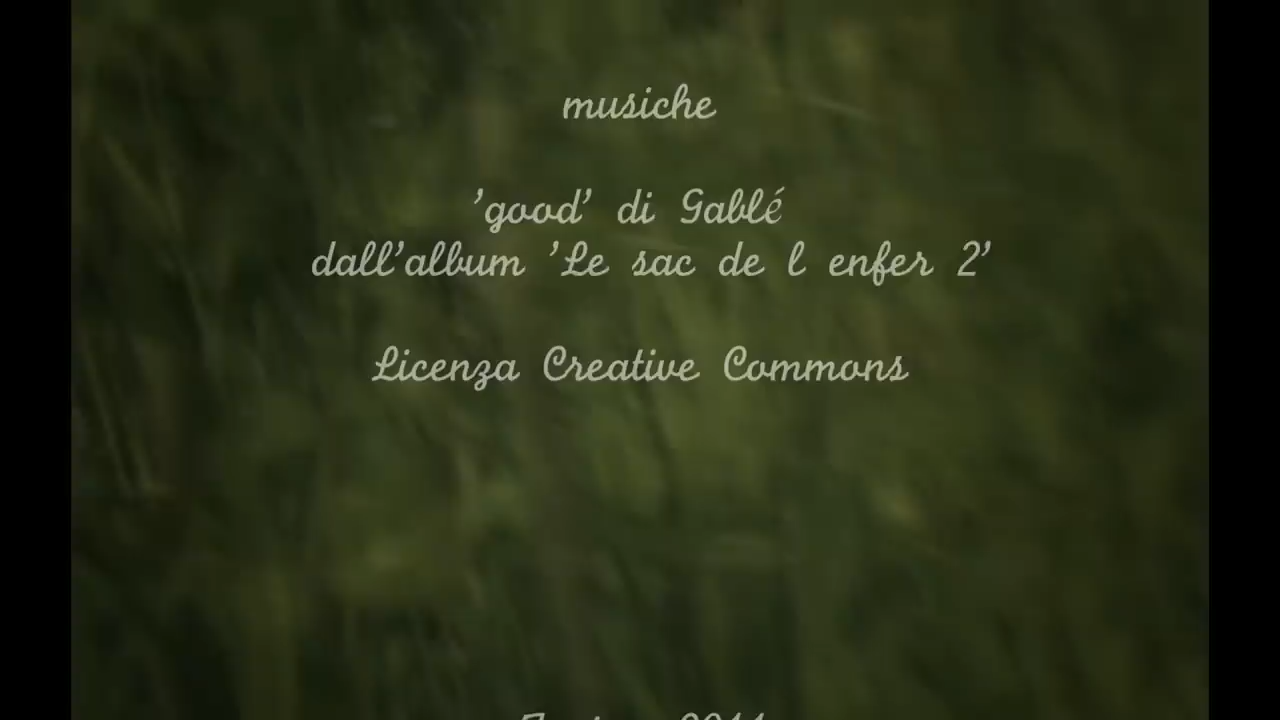 musiche
'good' di Gablé
dall'album 'Le sac de l enfer 2'
Licenza Creative Commons